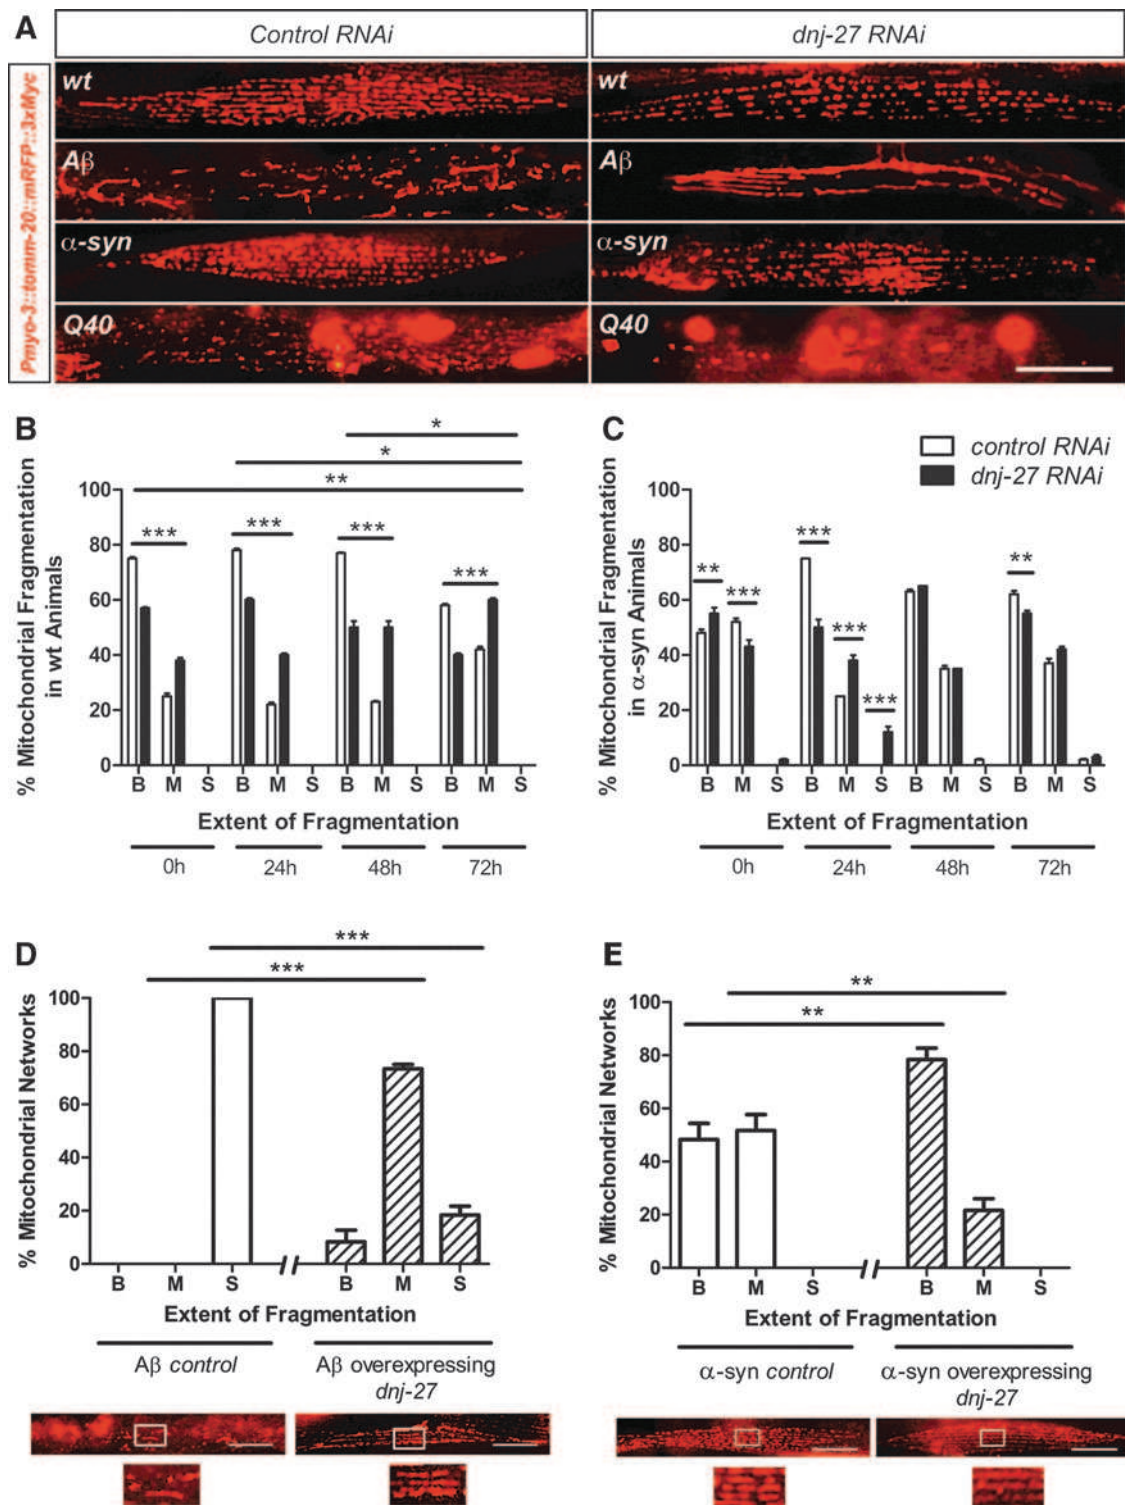 A
Control RNAi
dnj-27 RNAi
Pmyo-3::tomm-20::mRFP::3xMyc
wt
wt
Aβ
Aβ
α-syn
α-syn
Q40
Q40
B
*
*
**
***
***
***
***
% Mitochondrial Fragmentation
in wt Animals
100
80
60
40
20
0
B M S B M S B M S B M S
Extent of Fragmentation
0h 24h 48h 72h
C
control RNAi
dnj-27 RNAi
% Mitochondrial Fragmentation
in α-syn Animals
100
80
60
40
20
0
**
***
***
***
***
**
B M S B M S B M S B M S
Extent of Fragmentation
0h 24h 48h 72h
D
***
***
% Mitochondrial Networks
100
80
60
40
20
0
B M S B M S
Extent of Fragmentation
Aβ control
Aβ overexpressing
dnj-27
E
**
**
% Mitochondrial Networks
100
80
60
40
20
0
B M S B M S
Extent of Fragmentation
α-syn control
α-syn overexpressing
dnj-27